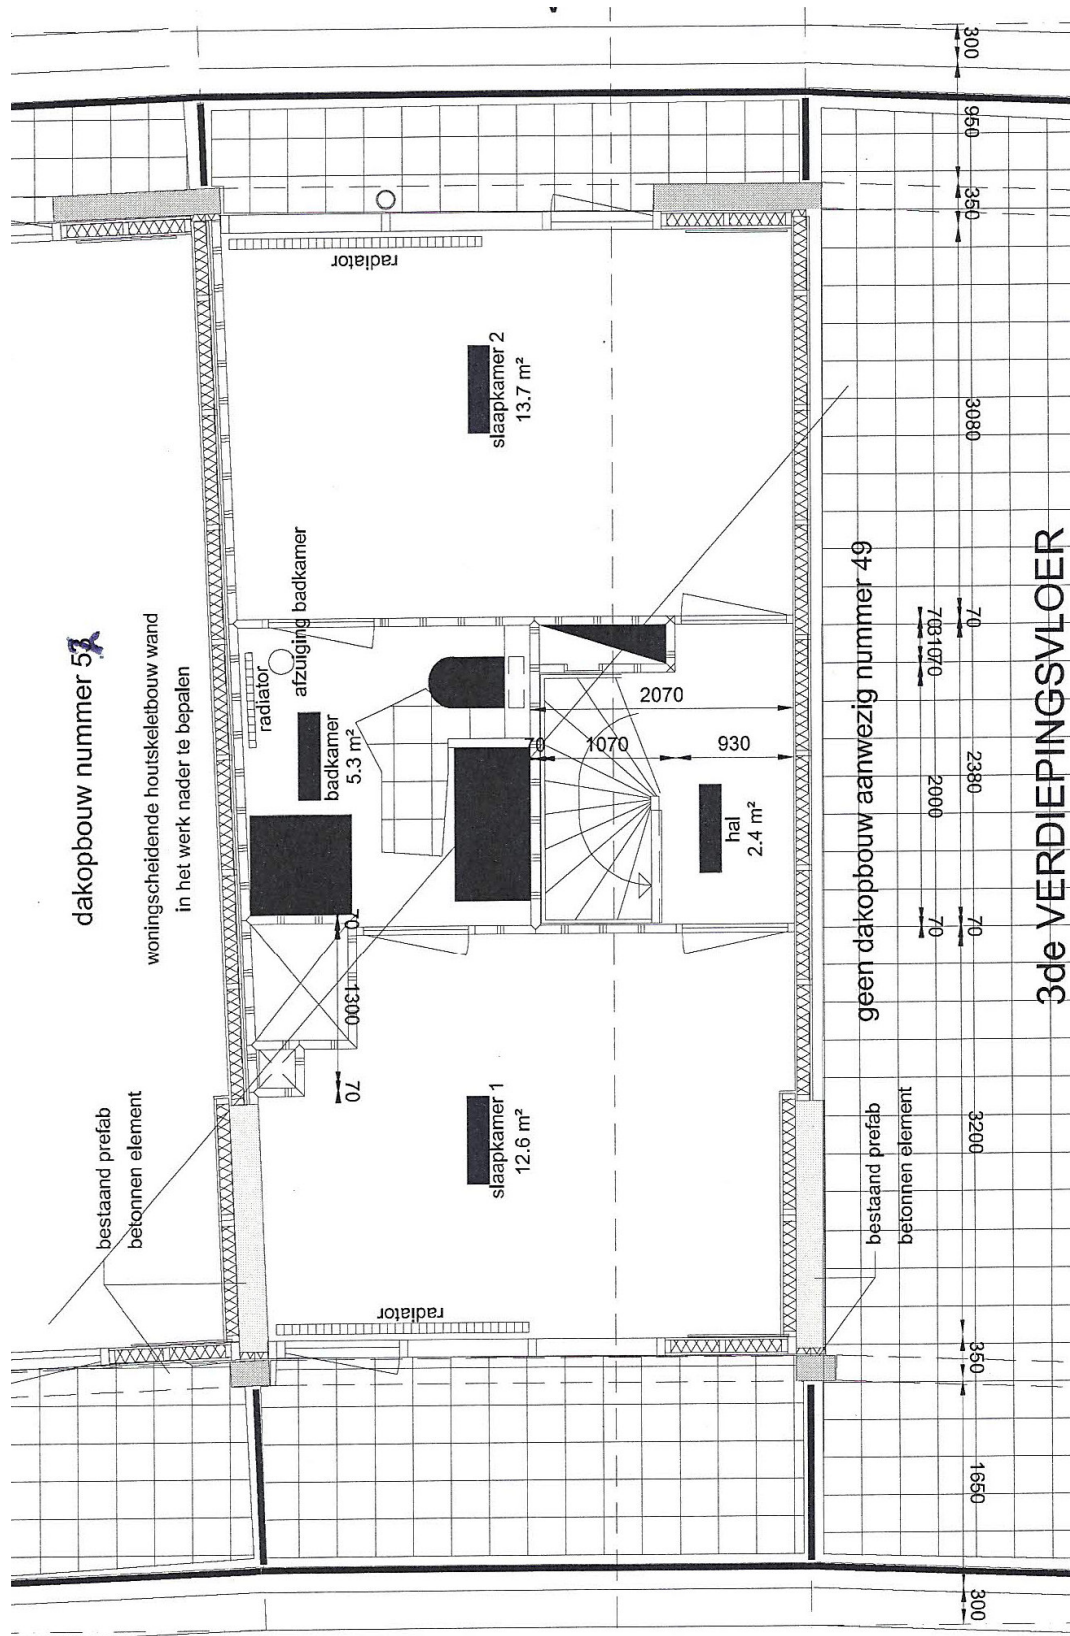 300
950
350
3080
70
70
310
70
2380
2000
70
70
3200
350
1650
300
radiator
slaapkamer 2
13.7 m²
afzuiging badkamer
radiator
badkamer
5.3 m²
2070
70
1070
930
hal
2.4 m²
70
1300
70
slaapkamer 1
12.6 m²
radiator
dakopbouw nummer
woningscheidende houtskeletbouw wand
in het werk nader te bepalen
geen dakopbouw aanwezig nummer 49
bestaand prefab
betonnen element
bestaand prefab
betonnen element
3de VERDIEPINGSVLOER